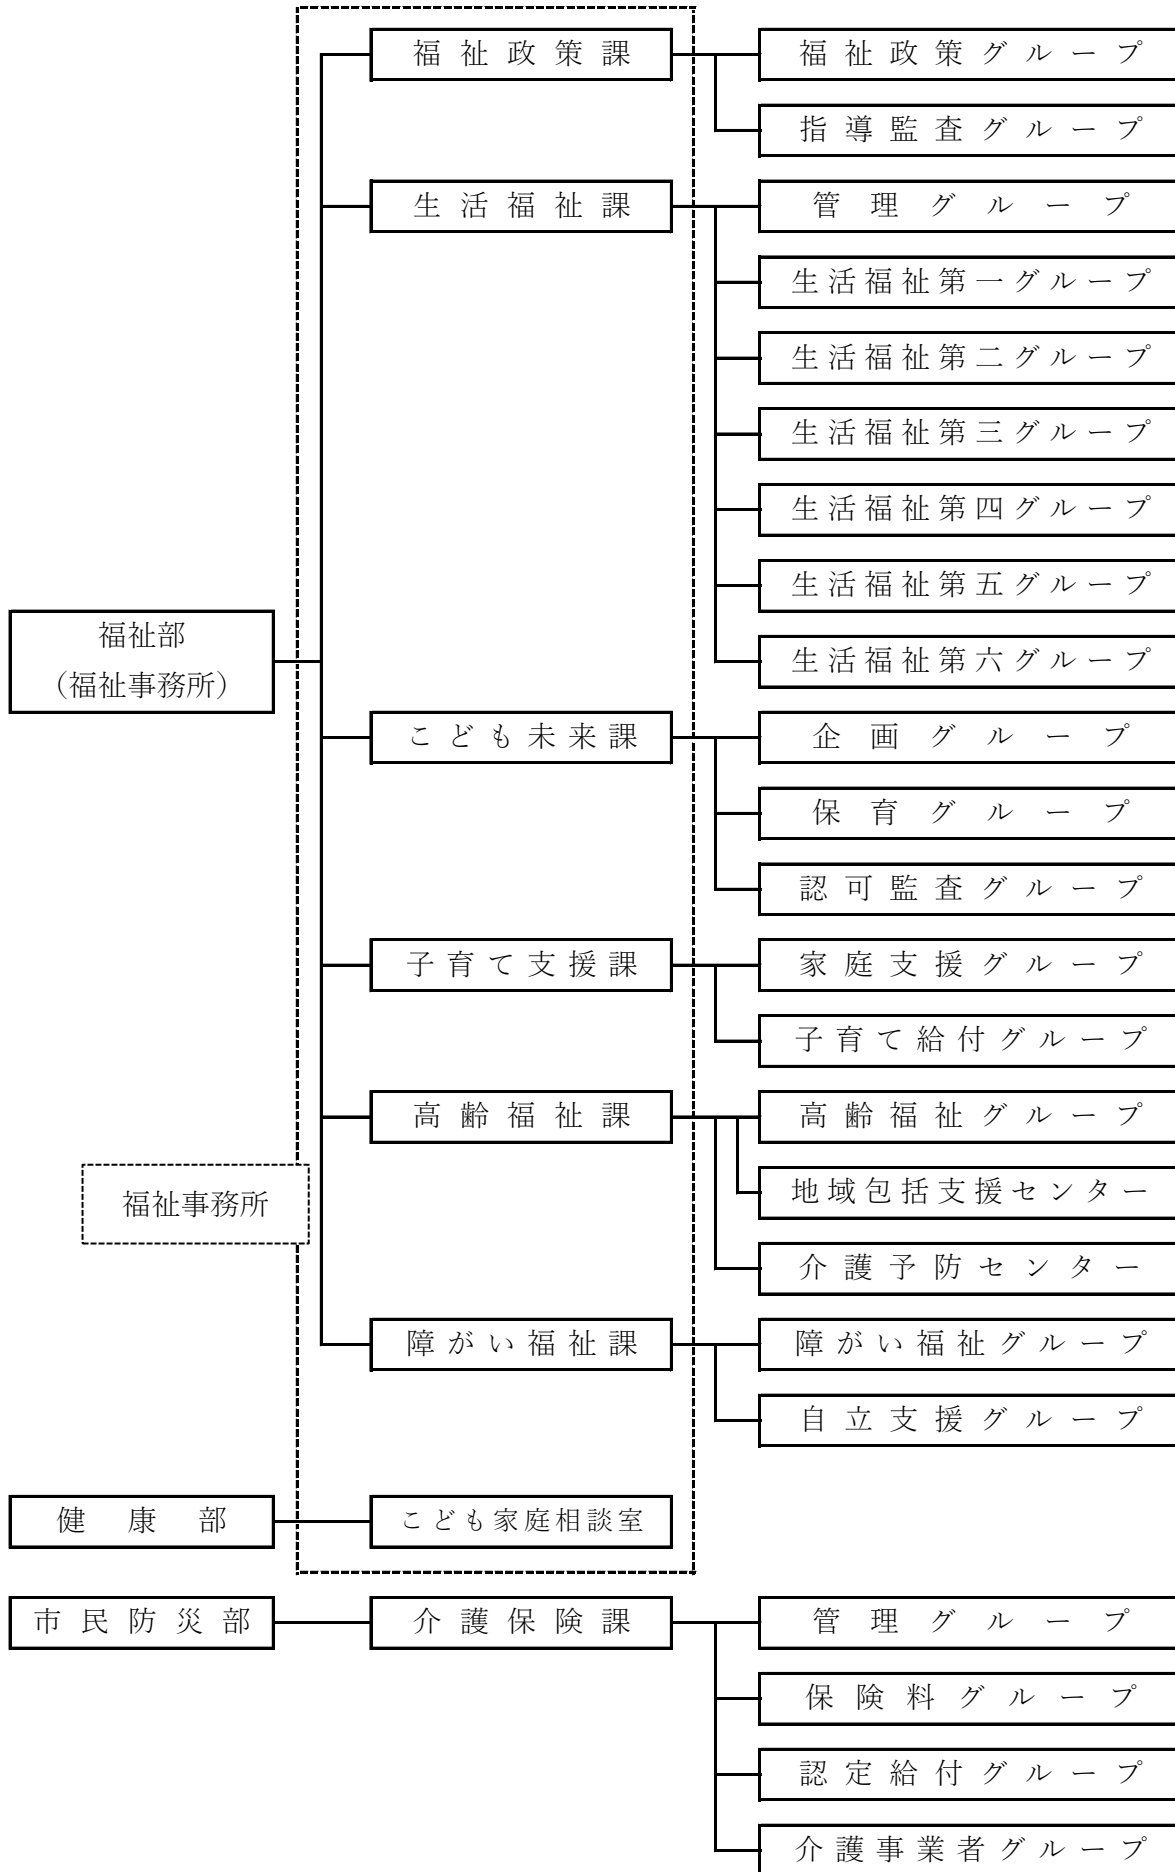 福祉政策課
福祉政策グループ
指導監査グループ
生活福祉課
管理グループ
生活福祉第一グループ
生活福祉第二グループ
生活福祉第三グループ
生活福祉第四グループ
生活福祉第五グループ
生活福祉第六グループ
福祉部
（福祉事務所）
こども未来課
企画グループ
保育グループ
認可監査グループ
子育て支援課
家庭支援グループ
子育て給付グループ
高齢福祉課
高齢福祉グループ
地域包括支援センター
福祉事務所
介護予防センター
障がい福祉課
障がい福祉グループ
自立支援グループ
健康部
こども家庭相談室
市民防災部
介護保険課
管理グループ
保険料グループ
認定給付グループ
介護事業者グループ